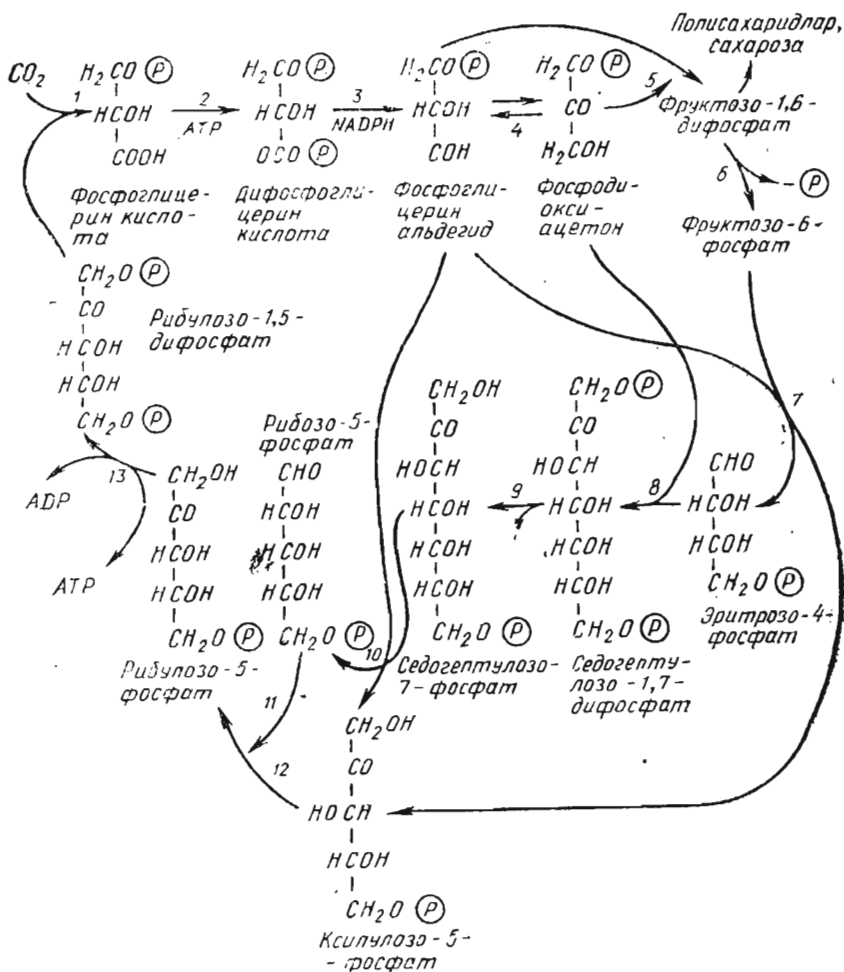 Полисахаридлар,
сахароза
CO₂
H₂CO Ⓟ
HCOH
COOH
1
2
ATP
H₂CO Ⓟ
HCOH
OCO Ⓟ
3
NADPH
H₂CO Ⓟ
HCOH
COH
4
H₂CO Ⓟ
CO
H₂COH
5
Фруктозо-1,6-
дифосфат
6
-Ⓟ
Фосфоглице-
рин кисло-
та
Дифосфогли-
церин
кислота
Фосфогли-
церин
альдегид
Фосфоди-
окси-
ацетон
Фруктозо-6-
фосфат
CH₂O Ⓟ
CO
HCOH
HCOH
CH₂O Ⓟ
Рибулозо-1,5-
дифосфат
7
Рибозо-5-
фосфат
CHO
HCOH
HCOH
HCOH
CH₂O Ⓟ
CH₂OH
CO
HOCH
HCOH
HCOH
HCOH
CH₂O Ⓟ
Седогептулозо-
7-фосфат
9
CH₂O Ⓟ
CO
HOCH
HCOH
HCOH
HCOH
CH₂O Ⓟ
Седогепту-
лозо-1,7-
дифосфат
8
CHO
HCOH
HCOH
CH₂O Ⓟ
Эритрозо-4-
фосфат
13
ADP
ATP
CH₂OH
CO
HCOH
HCOH
CH₂O Ⓟ
Рибулозо-5-
фосфат
10
11
12
CH₂OH
CO
HOCH
HCOH
CH₂O Ⓟ
Ксилулозо-5-
-фосфат